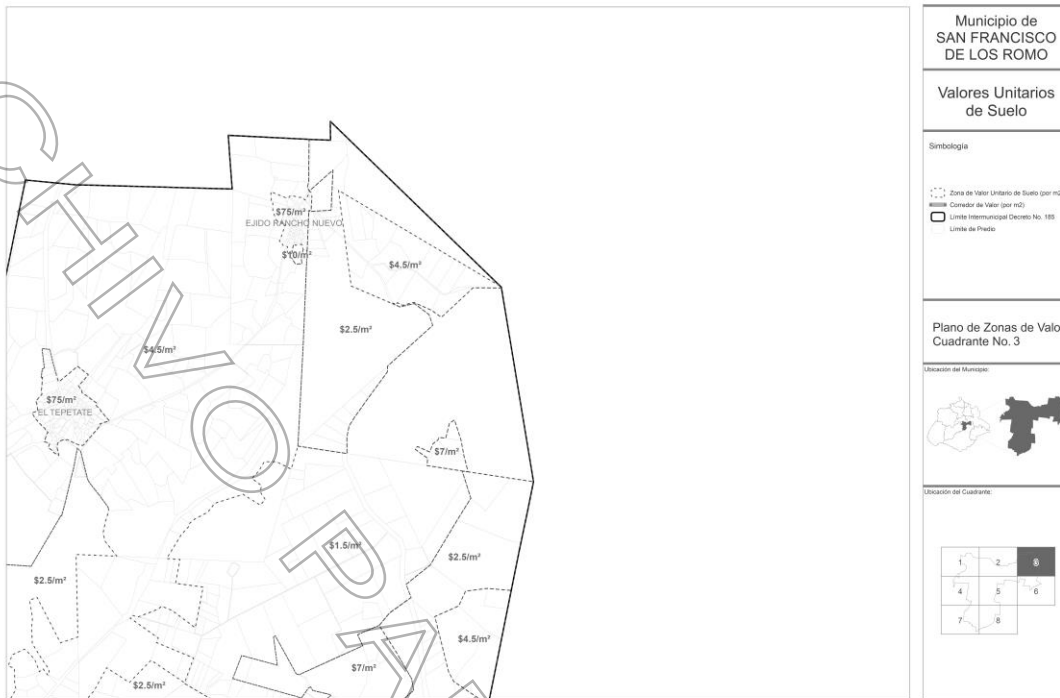 Municipio de
SAN FRANCISCO
DE LOS ROMO
Valores Unitarios
de Suelo
Simbología
Zona de Valor Unitario de Suelo (por m2
Corredor de Valor (por m2)
Límite Intermunicipal Decreto No. 185
Límite de Predio
Plano de Zonas de Valo
Cuadrante No. 3
Ubicación del Municipio:
Ubicación del Cuadrante:
1 2 3
4 5 6
7 8
$75/m²
EJIDO RANCHO NUEVO
$10/m²
$4.5/m²
$2.5/m²
$4.5/m²
$75/m²
EL TEPETATE
$7/m²
$1.5/m²
$2.5/m²
$2.5/m²
$4.5/m²
$7/m²
$2.5/m²
CHIVO P